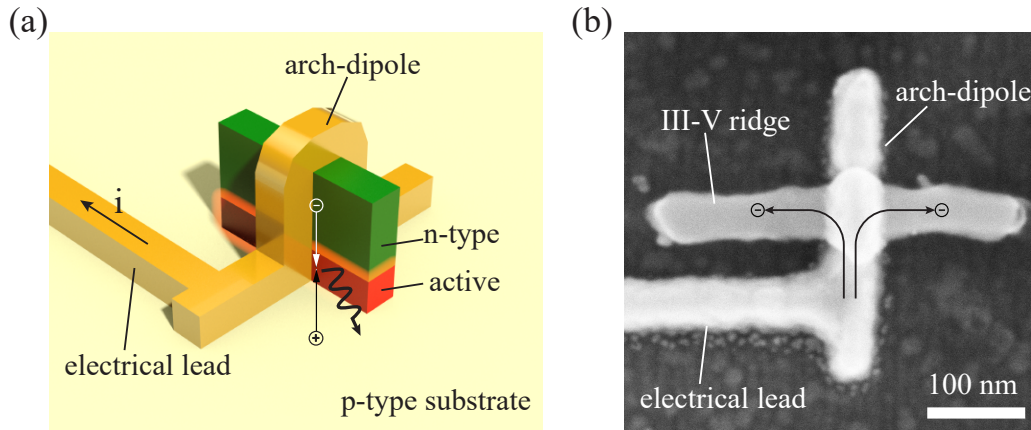 (a)
arch-dipole
i
n-type
active
electrical lead
p-type substrate
(b)
arch-dipole
III-V ridge
electrical lead
100 nm